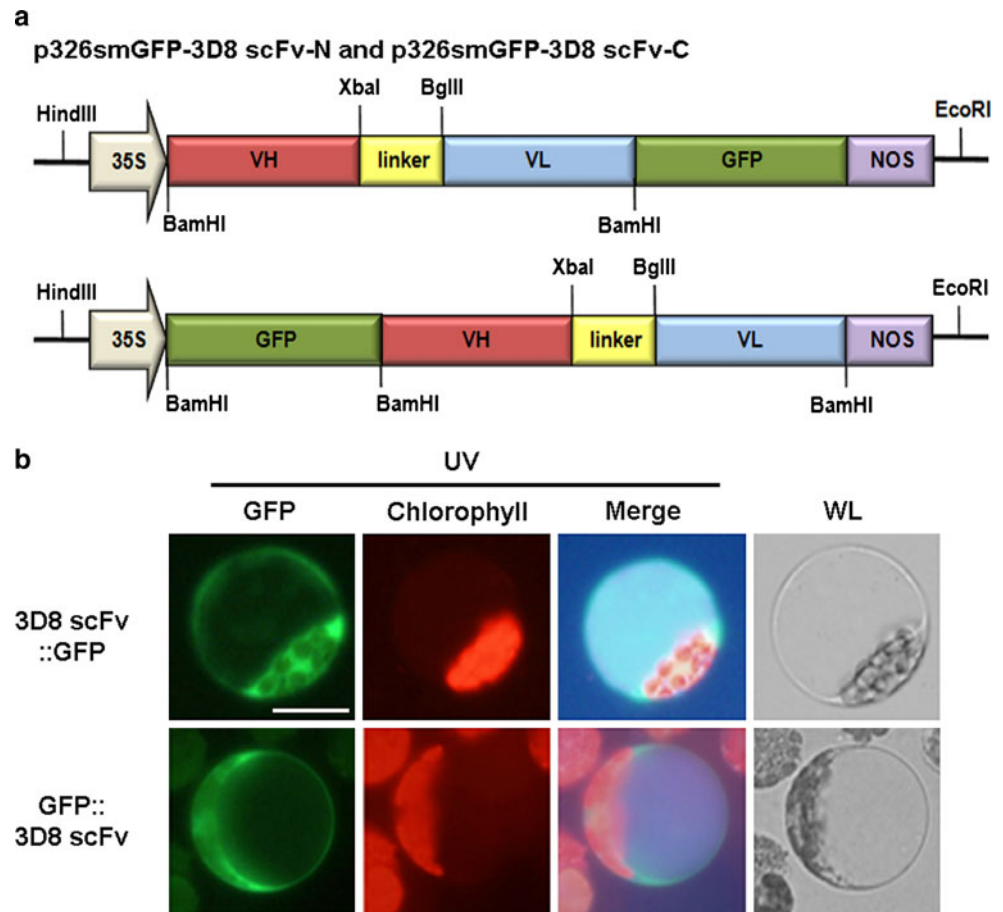 a
p326smGFP-3D8 scFv-N and p326smGFP-3D8 scFv-C
HindIII
XbaI
BglII
EcoRI
35S
VH
linker
VL
GFP
NOS
BamHI
BamHI
HindIII
XbaI
BglII
EcoRI
35S
GFP
VH
linker
VL
NOS
BamHI
BamHI
BamHI
b
UV
GFP
Chlorophyll
Merge
WL
3D8 scFv
::GFP
GFP::
3D8 scFv